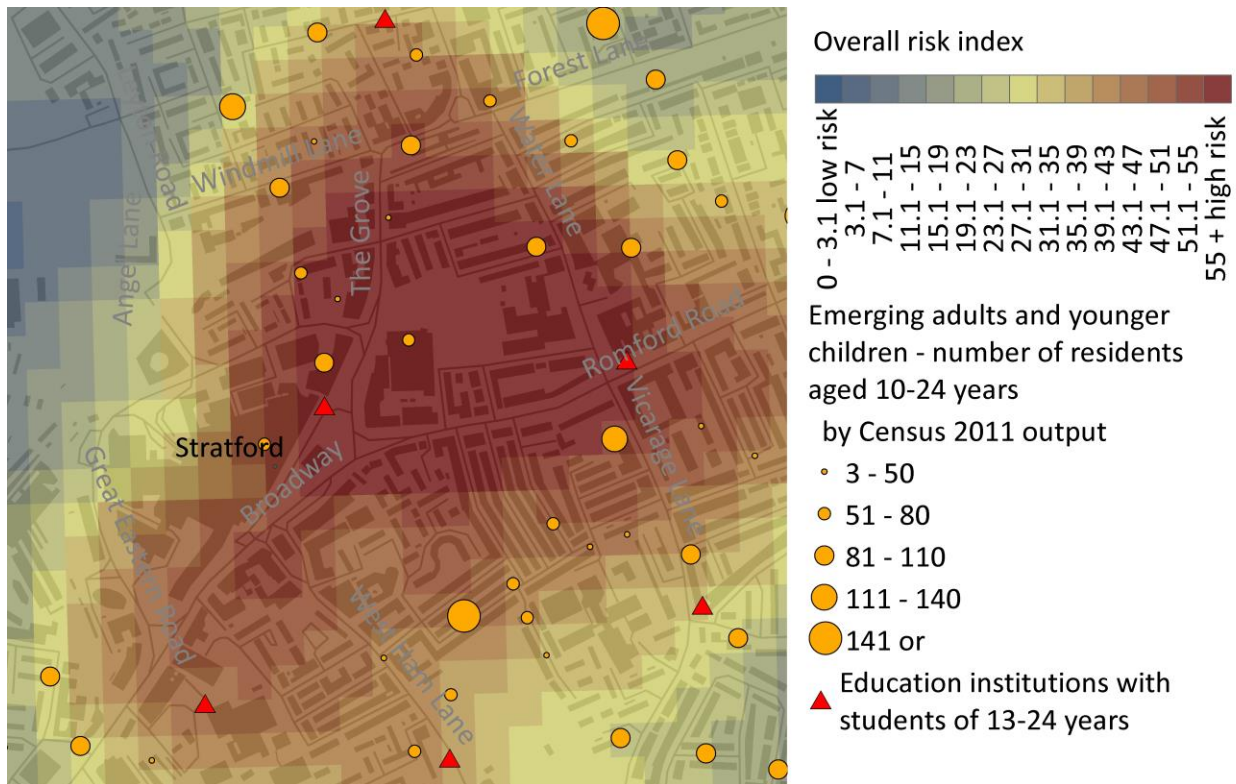 Forest Lane
Water Lane
Windmill Lane
The Grove
Angel Lane
Road
Romford Road
Vicarage Lane
Stratford
Broadway
Great Eastern Road
West Ham Lane
Overall risk index
0 - 3.1 low risk
3.1 - 7
7.1 - 11
11.1 - 15
15.1 - 19
19.1 - 23
23.1 - 27
27.1 - 31
31.1 - 35
35.1 - 39
39.1 - 43
43.1 - 47
47.1 - 51
51.1 - 55
55 + high risk
Emerging adults and younger
children - number of residents
aged 10-24 years
by Census 2011 output
3 - 50
51 - 80
81 - 110
111 - 140
141 or
Education institutions with
students of 13-24 years